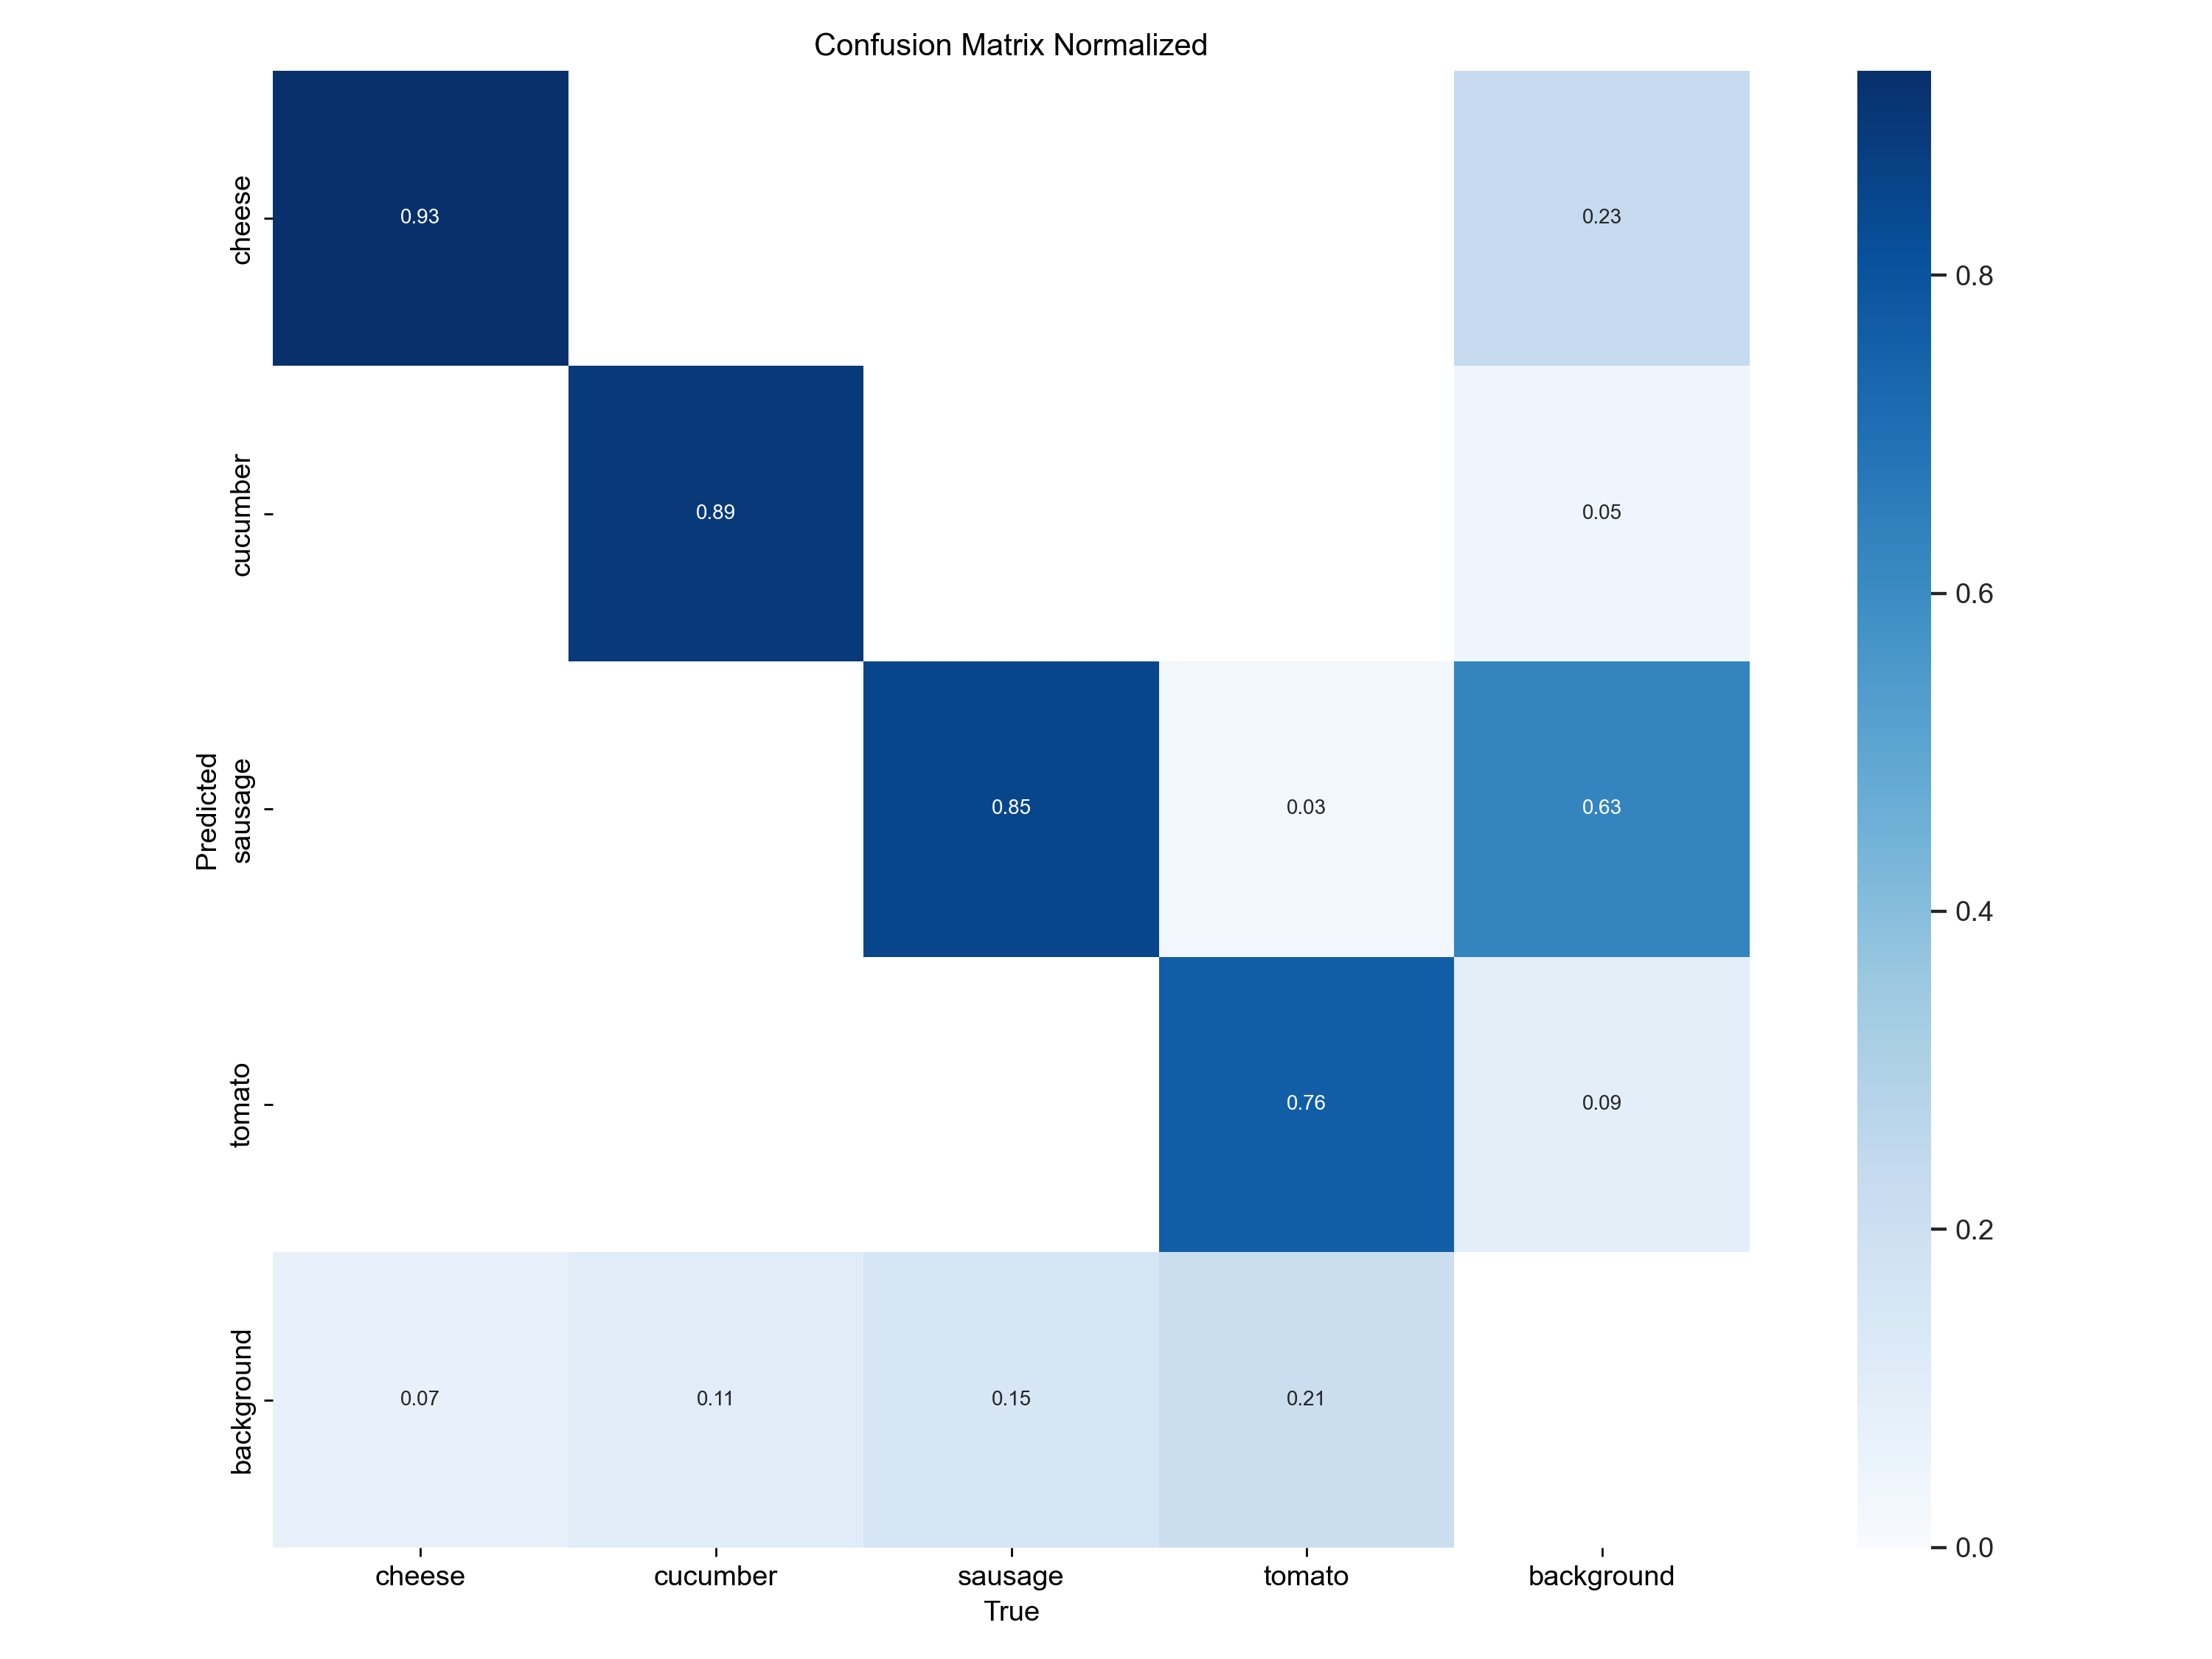 Confusion Matrix Normalized
cheese
0.93
0.23
0.8
cucumber
0.89
0.05
0.6
Predicted
sausage
0.85
0.03
0.63
0.4
tomato
0.76
0.09
0.2
background
0.07
0.11
0.15
0.21
0.0
cheese
cucumber
sausage
tomato
background
True